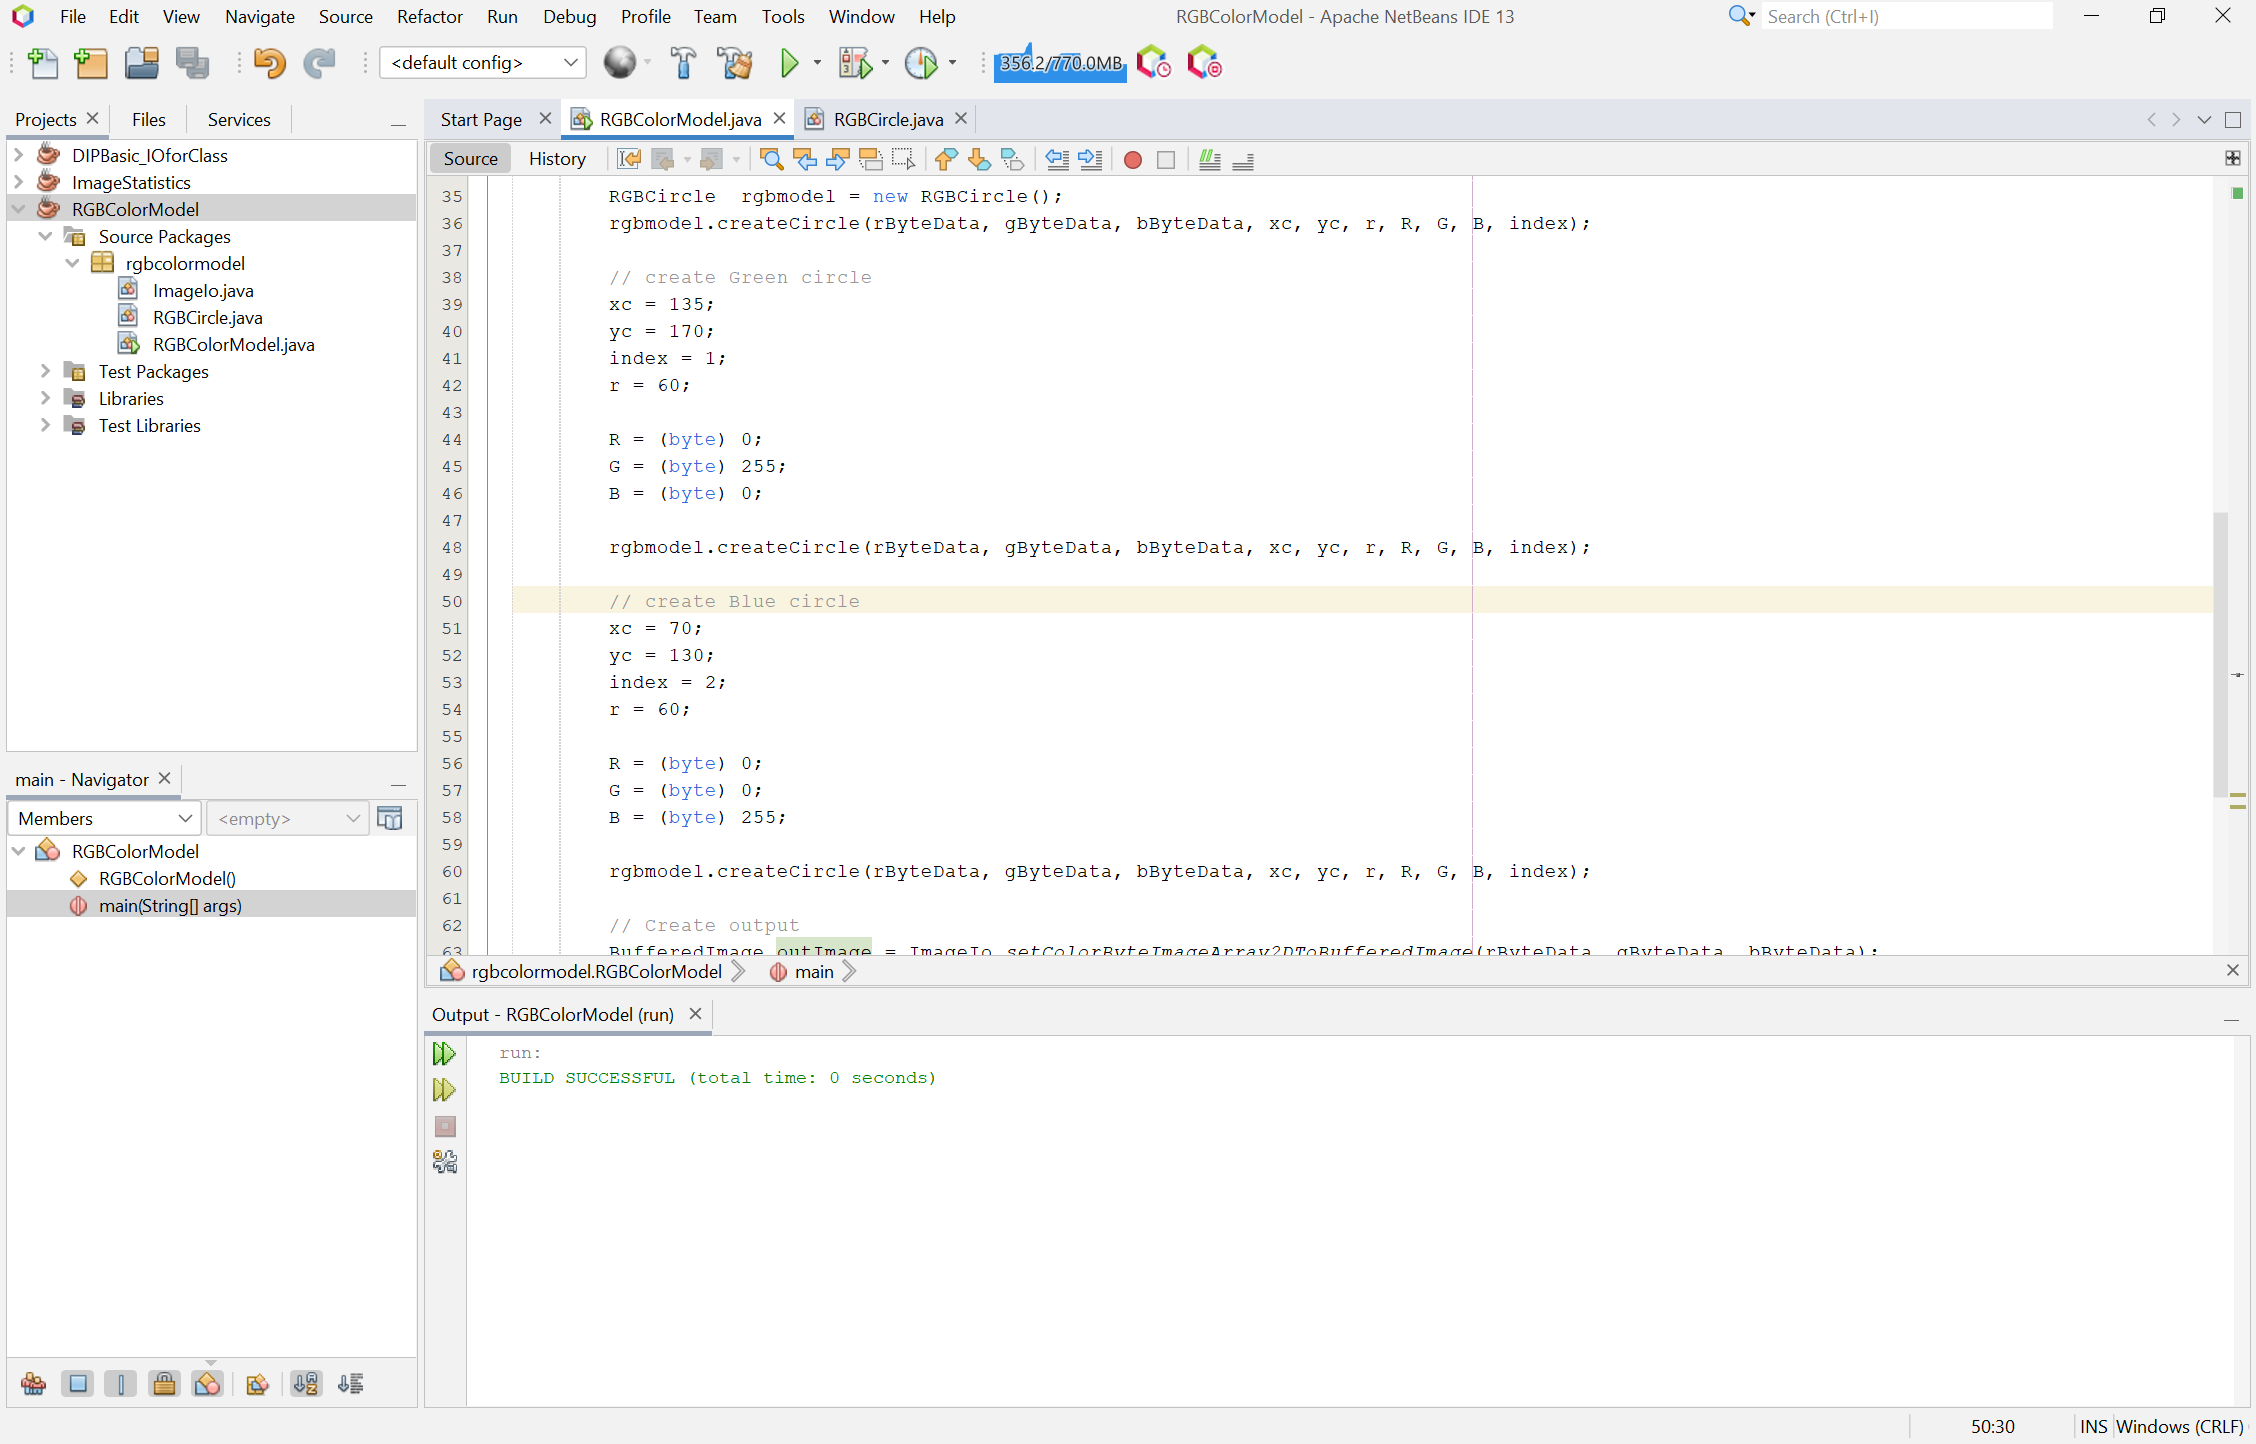 File Edit View Navigate Source Refactor Run Debug Profile Team Tools Window Help
RGBColorModel - Apache NetBeans IDE 13
Search (Ctrl+I)
<default config>
356.2/770.0MB
Projects Files Services
DIPBasic_IOforClass
ImageStatistics
RGBColorModel
Source Packages
rgbcolormodel
ImageIo.java
RGBCircle.java
RGBColorModel.java
Test Packages
Libraries
Test Libraries
main - Navigator
Members <empty>
RGBColorModel
RGBColorModel()
main(String[] args)
Start Page RGBColorModel.java RGBCircle.java
Source History
35 RGBCircle rgbmodel = new RGBCircle();
36 rgbmodel.createCircle(rByteData, gByteData, bByteData, xc, yc, r, R, G, B, index);
37
38 // create Green circle
39 xc = 135;
40 yc = 170;
41 index = 1;
42 r = 60;
43
44 R = (byte) 0;
45 G = (byte) 255;
46 B = (byte) 0;
47
48 rgbmodel.createCircle(rByteData, gByteData, bByteData, xc, yc, r, R, G, B, index);
49
50 // create Blue circle
51 xc = 70;
52 yc = 130;
53 index = 2;
54 r = 60;
55
56 R = (byte) 0;
57 G = (byte) 0;
58 B = (byte) 255;
59
60 rgbmodel.createCircle(rByteData, gByteData, bByteData, xc, yc, r, R, G, B, index);
61
62 // Create output
63 BufferedImage outImage = ImageIo.setColorByteImageArray2DToBufferedImage(rByteData, gByteData, bByteData);
rgbcolormodel.RGBColorModel main
Output - RGBColorModel (run)
run:
BUILD SUCCESSFUL (total time: 0 seconds)
50:30 INS Windows (CRLF)